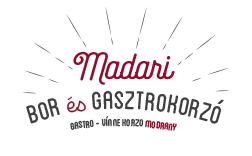 Madari
BOR és GASZTROKORZÓ
GASTRO - VÍNNE KORZO MODRANY